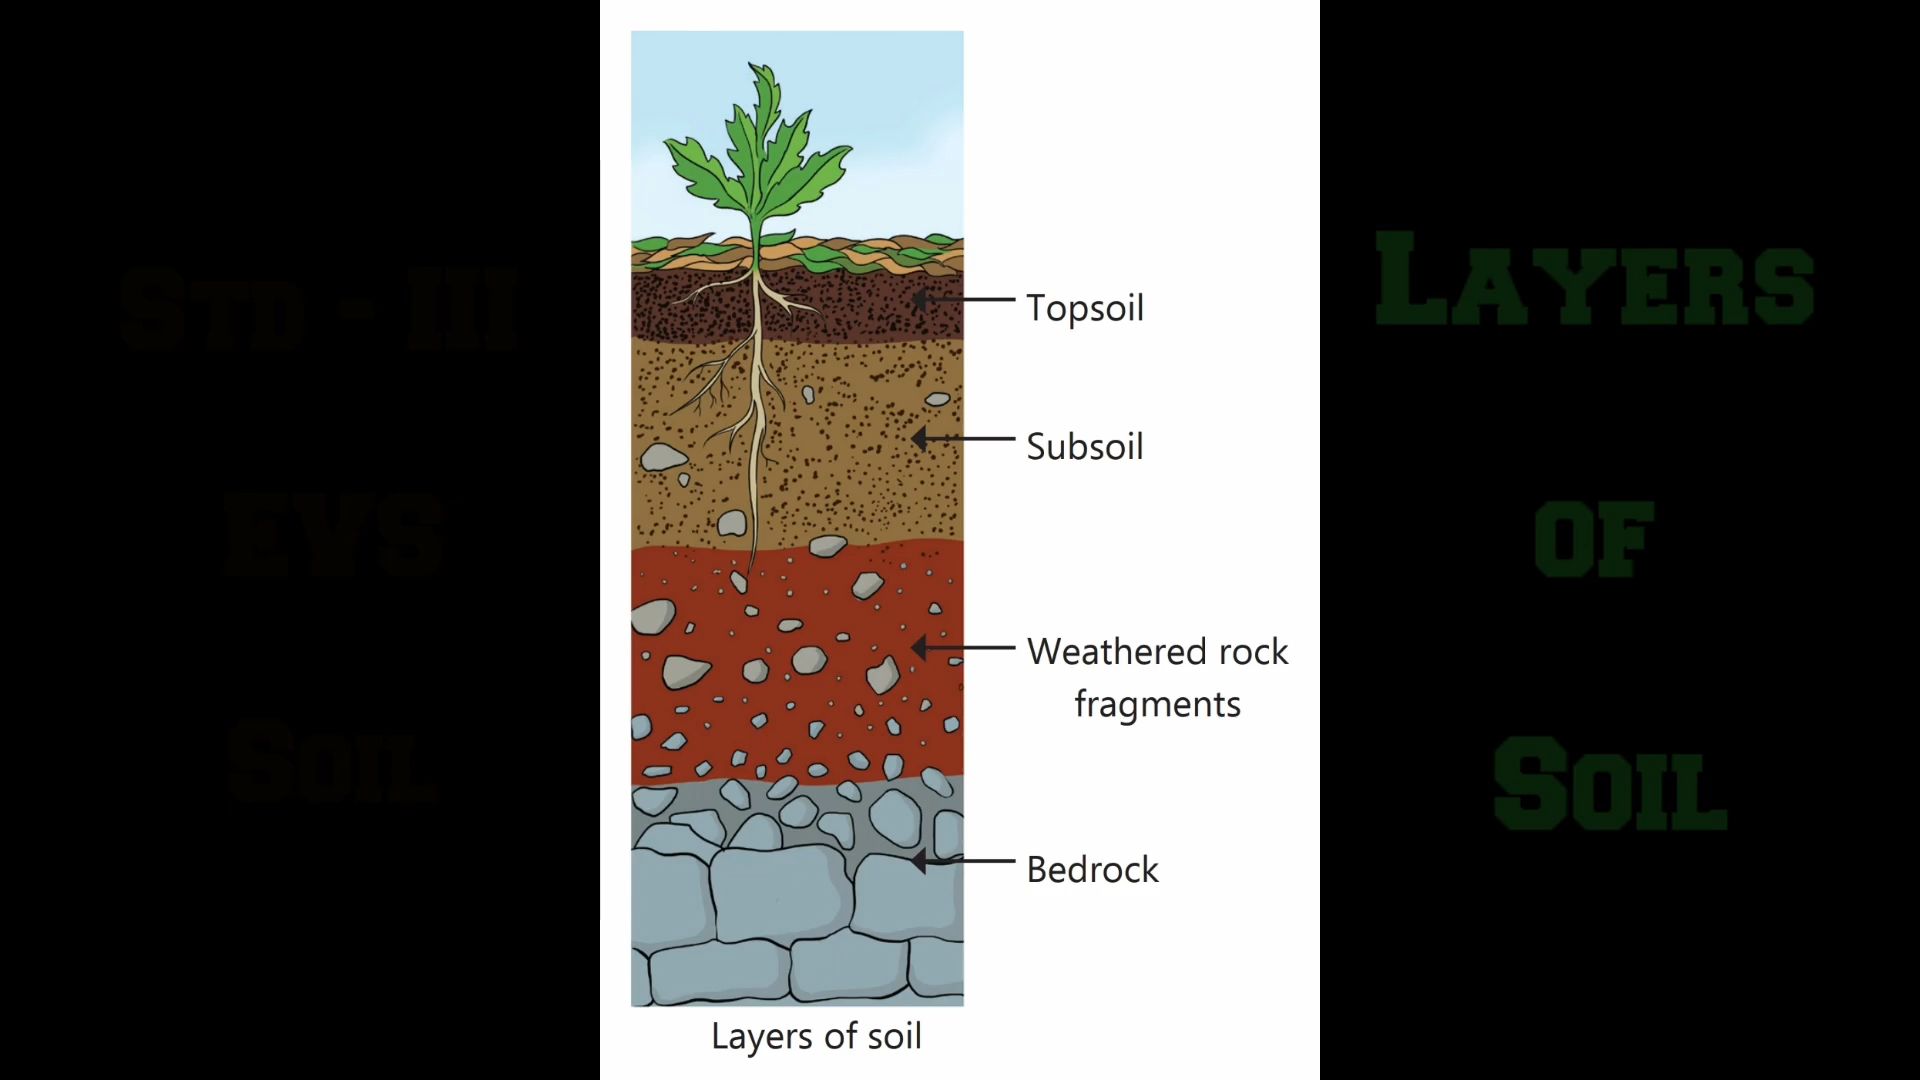 Std - III
EVS
Soil
Topsoil
Subsoil
Weathered rock
fragments
Bedrock
Layers of soil
Layers
of
Soil